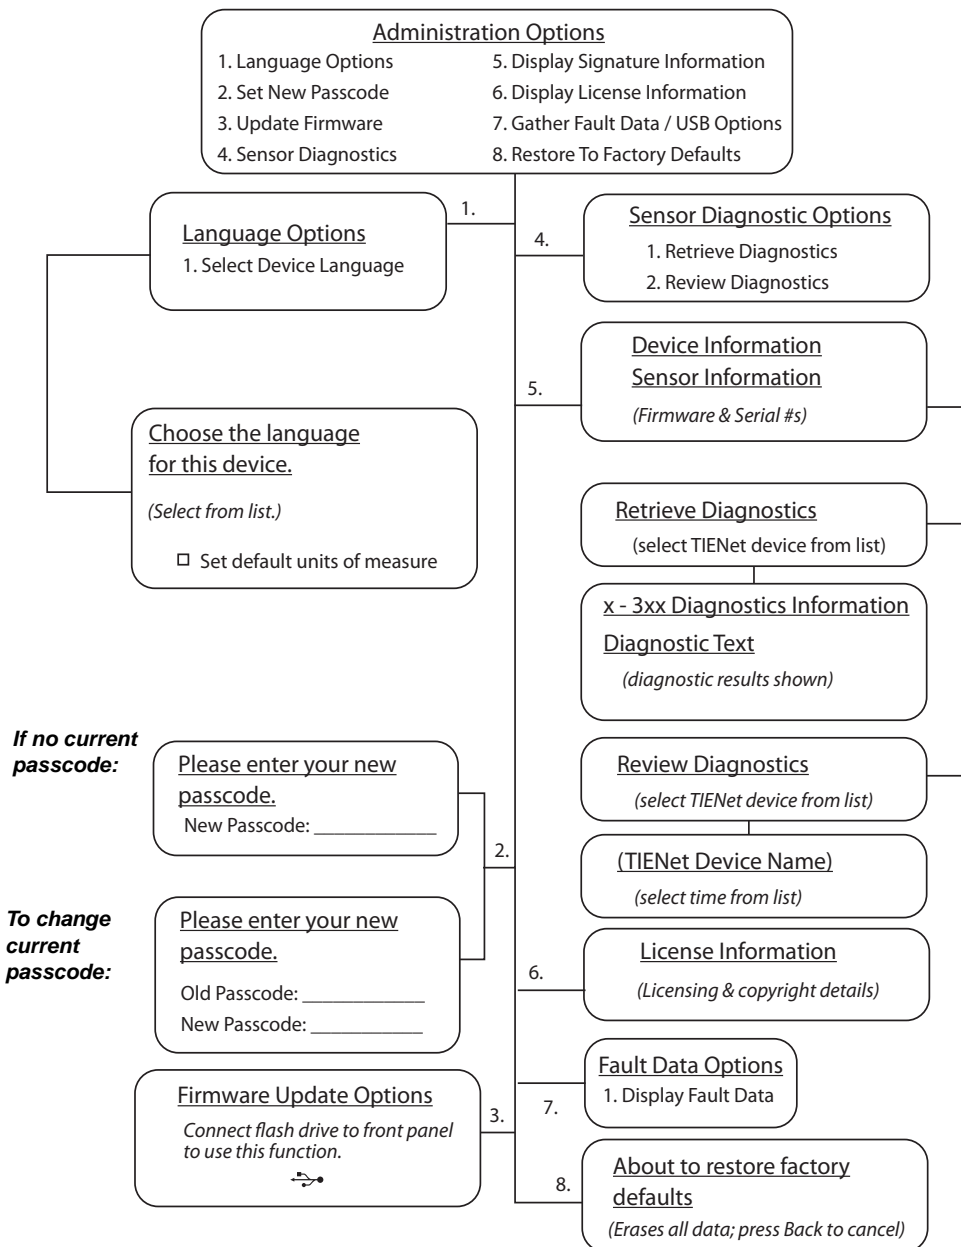 Administration Options
1. Language Options
2. Set New Passcode
3. Update Firmware
4. Sensor Diagnostics
5. Display Signature Information
6. Display License Information
7. Gather Fault Data / USB Options
8. Restore To Factory Defaults
1.
Language Options
1. Select Device Language
Choose the language
for this device.
(Select from list.)
Set default units of measure
4.
Sensor Diagnostic Options
1. Retrieve Diagnostics
2. Review Diagnostics
5.
Device Information
Sensor Information
(Firmware & Serial #s)
Retrieve Diagnostics
(select TIENet device from list)
x - 3xx Diagnostics Information
Diagnostic Text
(diagnostic results shown)
Review Diagnostics
(select TIENet device from list)
(TIENet Device Name)
(select time from list)
If no current
passcode:
Please enter your new
passcode.
New Passcode: ____________
2.
To change
current
passcode:
Please enter your new
passcode.
Old Passcode: ____________
New Passcode: ___________
6.
License Information
(Licensing & copyright details)
3.
Firmware Update Options
Connect flash drive to front panel
to use this function.
7.
Fault Data Options
1. Display Fault Data
8.
About to restore factory
defaults
(Erases all data; press Back to cancel)